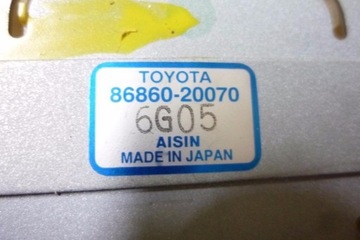 TOYOTA
86860-20070
6G05
AISIN
MADE IN JAPAN